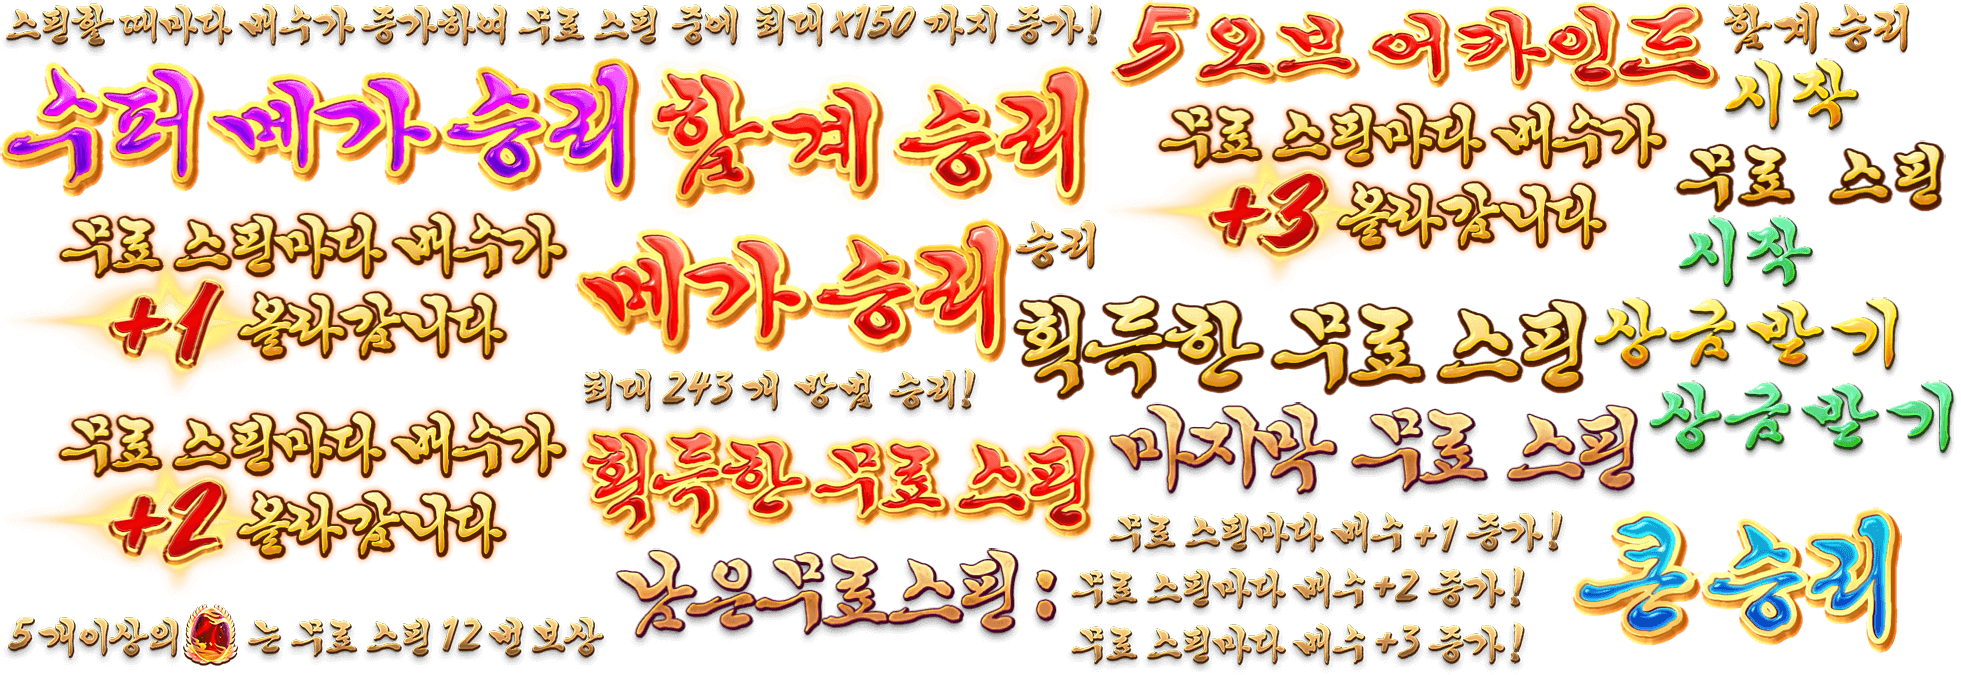 스핀할 때마다 배수가 증가하여 무료 스핀 중에 최대 x150 까지 증가!
수퍼 메가 승리
합계 승리
무료 스핀마다 배수가
+1 올라갑니다
무료 스핀마다 배수가
+2 올라갑니다
5 개이상의 는 무료 스핀 12 번 보상
메가 승리
승리
최대 243 개 방법 승리!
획득한 무료 스핀
남은무료스핀:
5 오브 어 카인드
무료 스핀마다 배수가
+3 올라갑니다
획득한 무료 스핀
마지막 무료 스핀
무료 스핀마다 배수 +1 증가!
무료 스핀마다 배수 +2 증가!
무료 스핀마다 배수 +3 증가!
합계 승리
시작
무료 스핀
시작
상금 받기
상금 받기
큰 승리